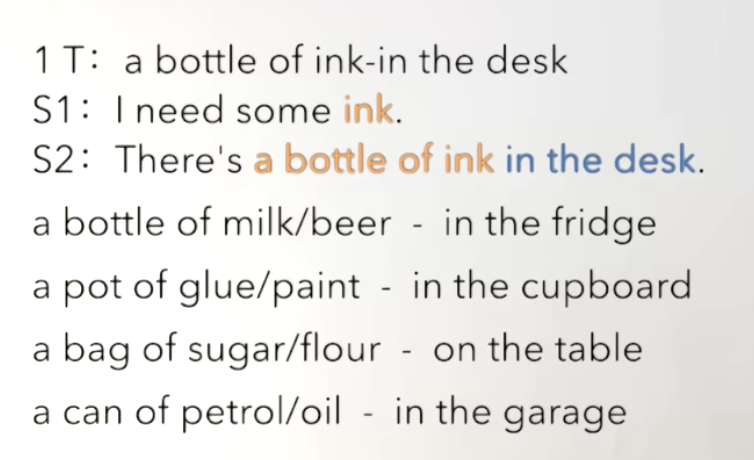 1 T: a bottle of ink-in the desk
S1: I need some ink.
S2: There's a bottle of ink in the desk.
a bottle of milk/beer - in the fridge
a pot of glue/paint - in the cupboard
a bag of sugar/flour - on the table
a can of petrol/oil - in the garage